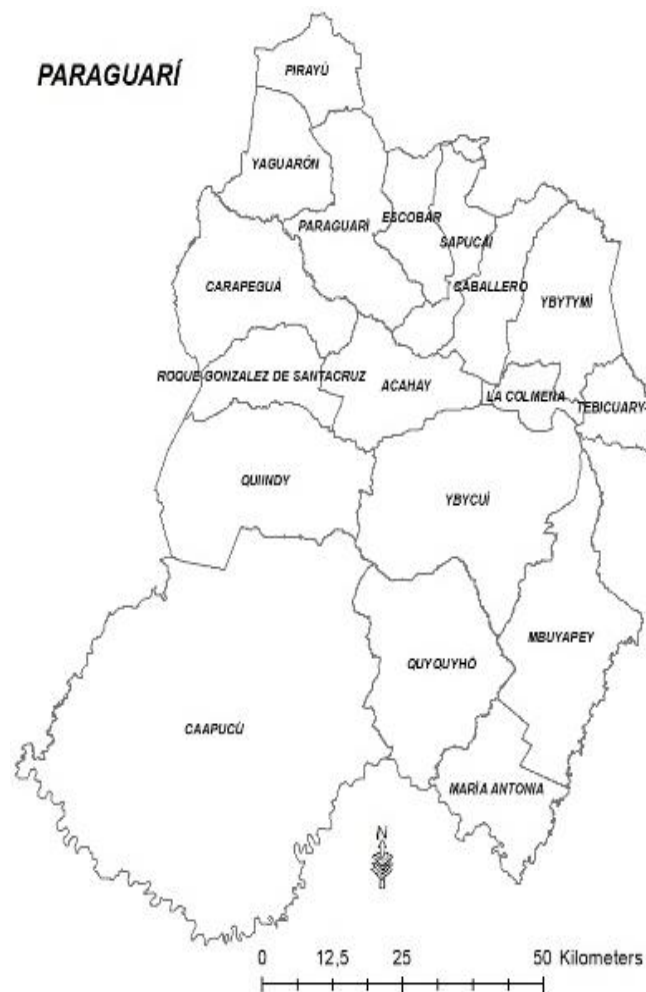 PIRAYÚ
PARAGUARÍ
YAGUARÓN
ESCOBAR
PARAGUARÍ
SAPUCAÍ
CARAPEGUÁ
CABALLERO
YBYTYMÍ
ROQUE GONZALEZ DE SANTACRUZ
ACAHAY
LA COLMENA
TEBICUARY-
QUIINDY
YBYCUÍ
QUYQUYHÓ
MBUYAPEY
CAAPUCÚ
MARÍA ANTONIA
N
0 12,5 25 50 Kilometers